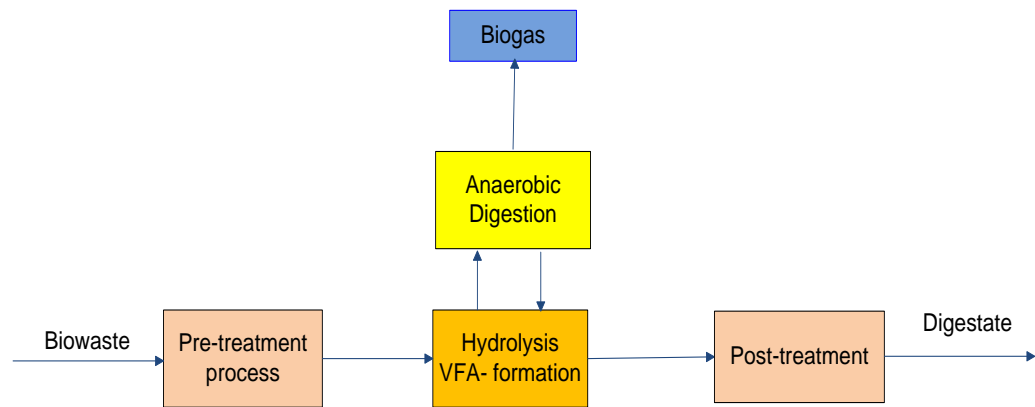 Biogas
Anaerobic
Digestion
Biowaste
Pre-treatment
process
Hydrolysis
VFA- formation
Post-treatment
Digestate